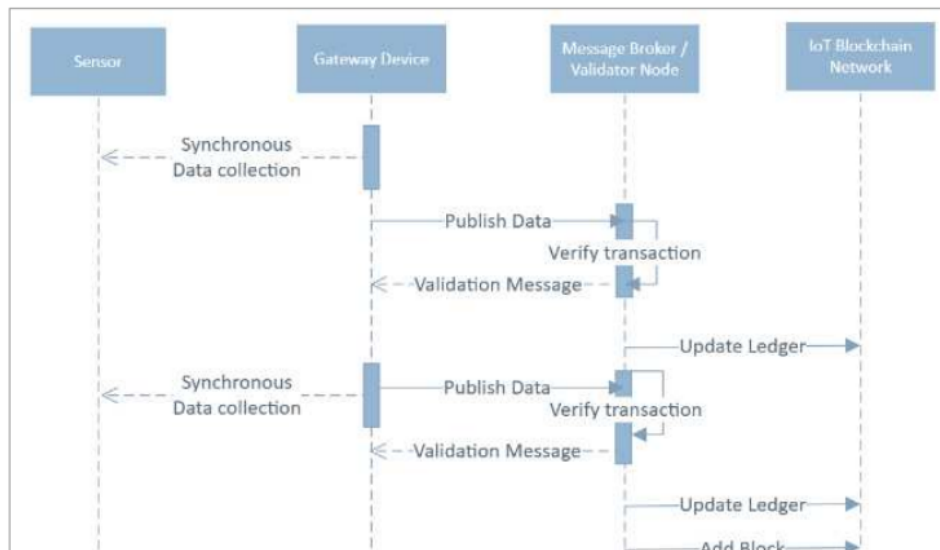 Sensor
Gateway Device
Message Broker /
Validator Node
IoT Blockchain
Network
Synchronous
Data collection
Publish Data
Verify transaction
Validation Message
Update Ledger
Synchronous
Data collection
Publish Data
Verify transaction
Validation Message
Update Ledger
Add Block